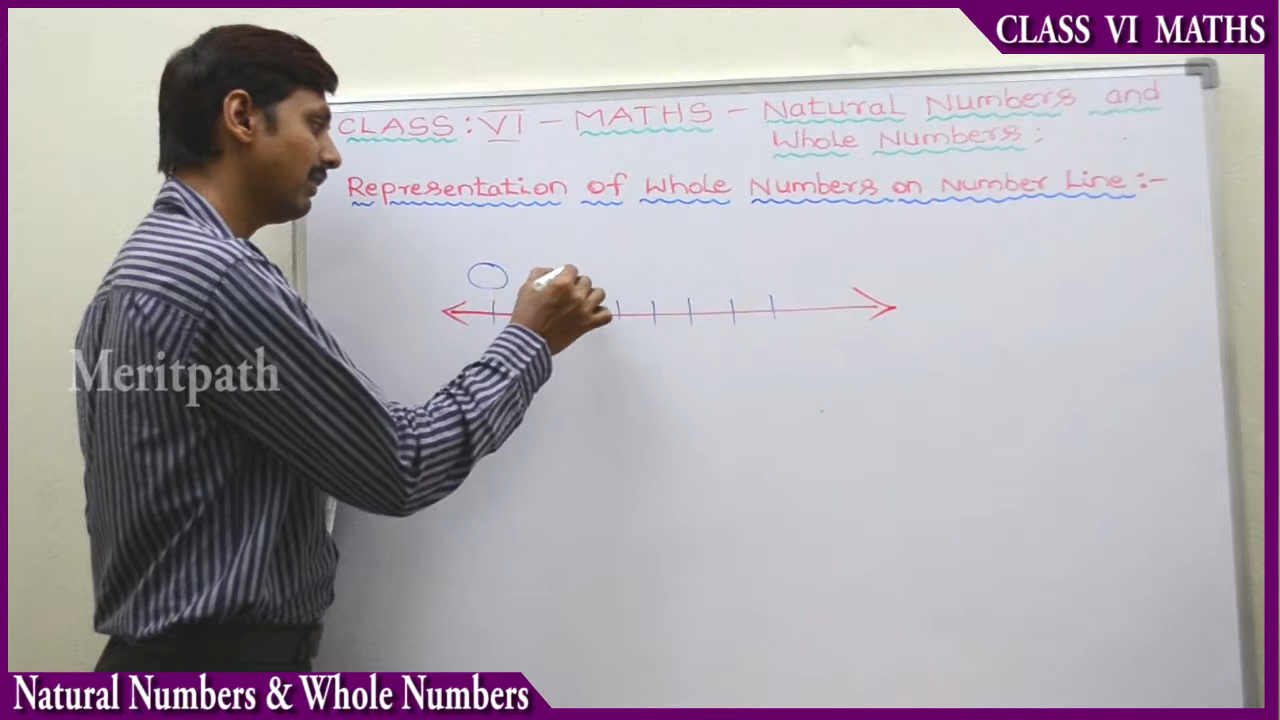 CLASS VI MATHS
CLASS : VI - MATHS - Natural Numbers and
Whole Numbers :
Representation of Whole Numbers on Number Line :-
0
Meritpath
Natural Numbers & Whole Numbers